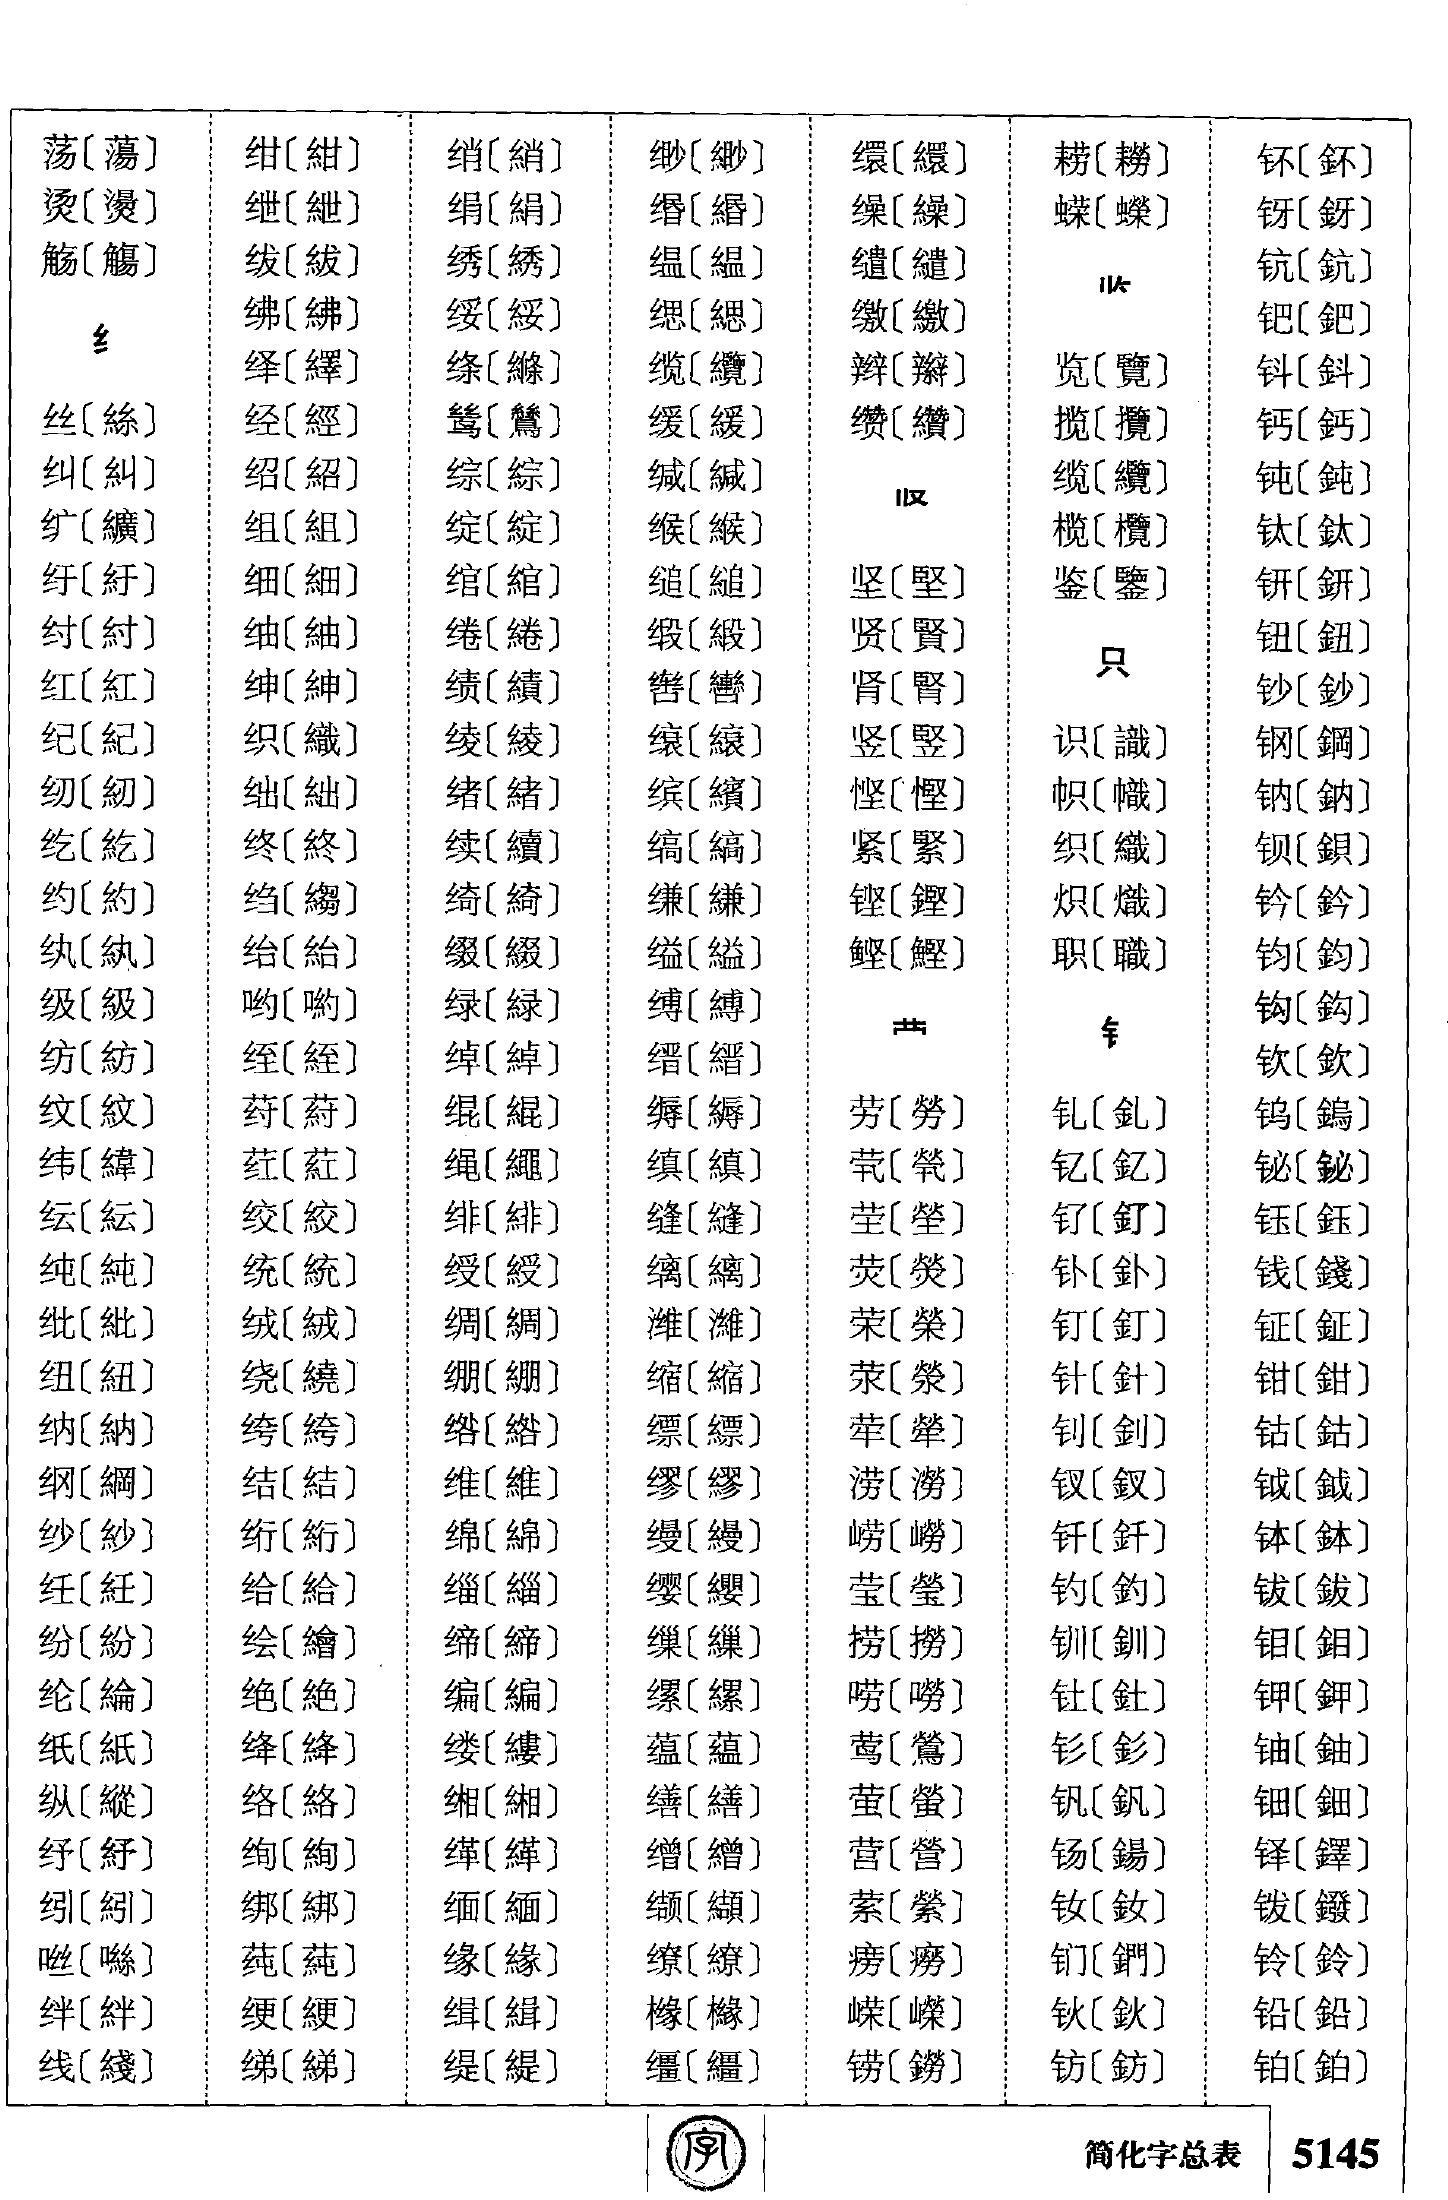 荡〔蕩〕
烫〔燙〕
觞〔觴〕
纟
丝〔絲〕
纠〔糾〕
纩〔纊〕
纡〔紆〕
纣〔紂〕
红〔紅〕
纪〔紀〕
纫〔紉〕
纥〔紇〕
约〔約〕
纨〔紈〕
级〔級〕
纺〔紡〕
纹〔紋〕
纬〔緯〕
纭〔紜〕
纯〔純〕
纰〔紕〕
纽〔紐〕
纳〔納〕
纲〔綱〕
纱〔紗〕
纴〔紝〕
纷〔紛〕
纶〔綸〕
纸〔紙〕
纵〔縱〕
纾〔紓〕
纼〔紖〕
咝〔噝〕
绊〔絆〕
线〔綫〕
绀〔紺〕
绁〔紲〕
绂〔紱〕
绋〔紼〕
绎〔繹〕
经〔經〕
绍〔紹〕
组〔組〕
细〔細〕
䌷〔紬〕
绅〔紳〕
织〔織〕
绌〔絀〕
终〔終〕
绉〔縐〕
绐〔紿〕
哟〔喲〕
绖〔絰〕
荮〔葤〕
荭〔葒〕
绞〔絞〕
统〔統〕
绒〔絨〕
绕〔繞〕
绔〔絝〕
结〔結〕
绗〔絎〕
给〔給〕
绘〔繪〕
绝〔絶〕
绛〔絳〕
络〔絡〕
绚〔絢〕
绑〔綁〕
莼〔蒓〕
绠〔綆〕
绨〔綈〕
绡〔綃〕
绢〔絹〕
绣〔綉〕
绥〔綏〕
绦〔縧〕
鸶〔鷥〕
综〔綜〕
绽〔綻〕
绾〔綰〕
绻〔綣〕
绩〔績〕
绫〔綾〕
绪〔緒〕
续〔續〕
绮〔綺〕
缀〔綴〕
绿〔緑〕
绰〔綽〕
绲〔緄〕
绳〔繩〕
绯〔緋〕
绶〔綬〕
绸〔綢〕
绷〔綳〕
绺〔綹〕
维〔維〕
绵〔綿〕
缁〔緇〕
缔〔締〕
编〔編〕
缕〔縷〕
缃〔緗〕
缂〔緙〕
缅〔緬〕
缘〔緣〕
缉〔緝〕
缇〔緹〕
缈〔緲〕
缗〔緡〕
缊〔緼〕
缌〔緦〕
缆〔纜〕
缓〔緩〕
缄〔緘〕
缑〔緱〕
缒〔縋〕
缎〔緞〕
辔〔轡〕
缞〔縗〕
缤〔繽〕
缟〔縞〕
缣〔縑〕
缢〔縊〕
缚〔縛〕
缙〔縉〕
缛〔縟〕
缜〔縝〕
缝〔縫〕
缡〔縭〕
潍〔濰〕
缩〔縮〕
缥〔縹〕
缪〔繆〕
缦〔縵〕
缨〔纓〕
缫〔繅〕
缧〔縲〕
蕴〔藴〕
缮〔繕〕
缯〔繒〕
缬〔纈〕
缭〔繚〕
橼〔櫞〕
缰〔繮〕
缳〔繯〕
缲〔繰〕
缱〔繾〕
缴〔繳〕
辫〔辮〕
缵〔纘〕
〢又
坚〔堅〕
贤〔賢〕
肾〔腎〕
竖〔竪〕
悭〔慳〕
紧〔緊〕
铿〔鏗〕
鲣〔鰹〕
𫇦
劳〔勞〕
茕〔煢〕
茔〔塋〕
荧〔熒〕
荣〔榮〕
荥〔滎〕
荦〔犖〕
涝〔澇〕
崂〔嶗〕
莹〔瑩〕
捞〔撈〕
唠〔嘮〕
莺〔鶯〕
萤〔螢〕
营〔營〕
萦〔縈〕
痨〔癆〕
嵘〔嶸〕
铹〔鐒〕
耢〔耮〕
蝾〔蠑〕
览〔覽〕
揽〔攬〕
缆〔纜〕
榄〔欖〕
鉴〔鑒〕
只
识〔識〕
帜〔幟〕
织〔織〕
炽〔熾〕
职〔職〕
钅
钆〔釓〕
钇〔釔〕
钌〔釕〕
钋〔釙〕
钉〔釘〕
针〔針〕
钊〔釗〕
钗〔釵〕
钎〔釺〕
钓〔釣〕
钏〔釧〕
钍〔釷〕
钐〔釤〕
钒〔釩〕
钖〔鍚〕
钕〔釹〕
钔〔鍆〕
钬〔鈥〕
钫〔鈁〕
钚〔鈈〕
钘〔釾〕
钪〔鈧〕
钯〔鈀〕
钭〔鈄〕
钙〔鈣〕
钝〔鈍〕
钛〔鈦〕
钘〔鈃〕
钮〔鈕〕
钞〔鈔〕
钢〔鋼〕
钠〔鈉〕
钡〔鋇〕
钤〔鈐〕
钧〔鈞〕
钩〔鈎〕
钦〔欽〕
钨〔鎢〕
铋〔鉍〕
钰〔鈺〕
钱〔錢〕
钲〔鉦〕
钳〔鉗〕
钴〔鈷〕
钺〔鉞〕
钵〔鉢〕
钹〔鈸〕
钼〔鉬〕
钾〔鉀〕
铀〔鈾〕
钿〔鈿〕
铎〔鐸〕
䥽〔鏺〕
铃〔鈴〕
铅〔鉛〕
铂〔鉑〕
字
简化字总表
5145